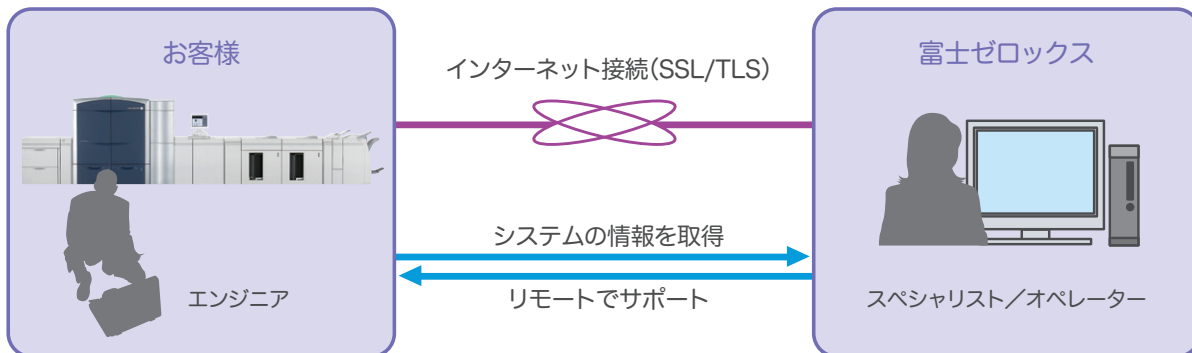 お客様
富士ゼロックス
インターネット接続(SSL/TLS)
システムの情報を取得
リモートでサポート
エンジニア
スペシャリスト／オペレーター